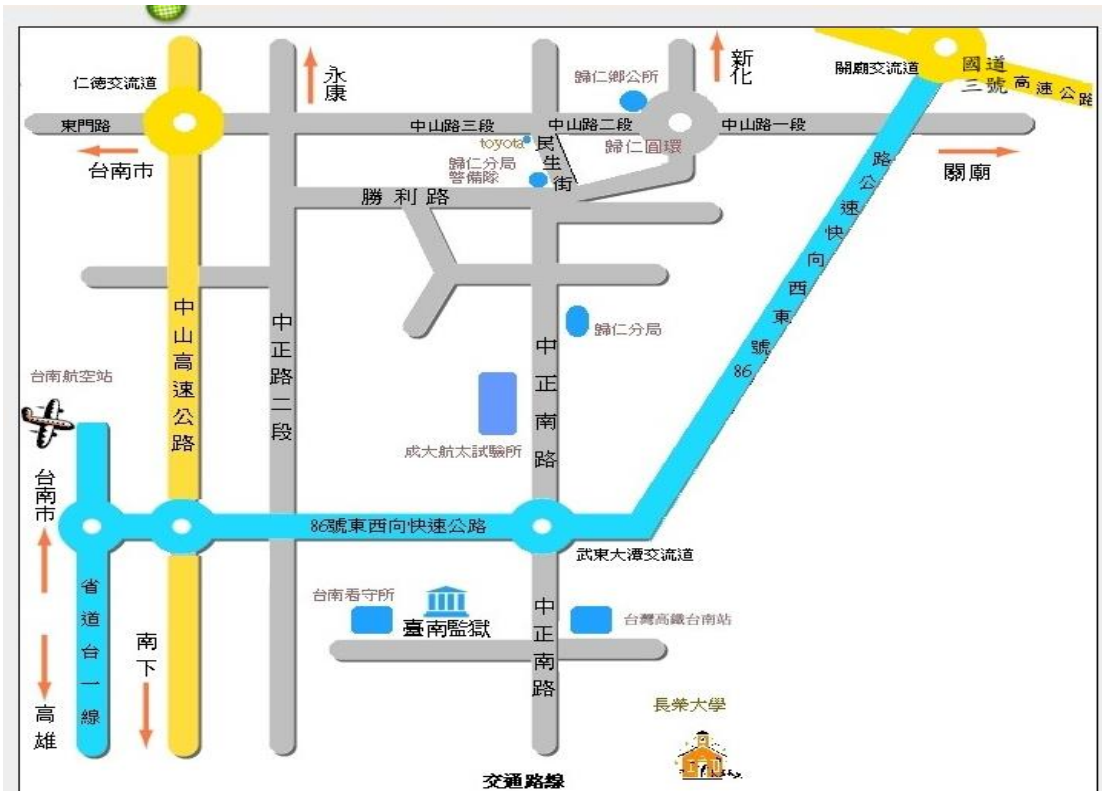 仁德交流道
永康
新化
關廟交流道
國道三號
高速公路
歸仁鄉公所
東門路
中山路三段
中山路二段
中山路一段
toyota
民生街
歸仁圓環
台南市
歸仁分局
警備隊
關廟
勝利路
86號東西向快速公路
中山高速公路
中正路二段
歸仁分局
中正南路
台南航空站
成大航太試驗所
台南市
86號東西向快速公路
武東大潭交流道
省道台一線
台南看守所
臺南監獄
中正南路
台灣高鐵台南站
南下
高雄
長榮大學
交通路線